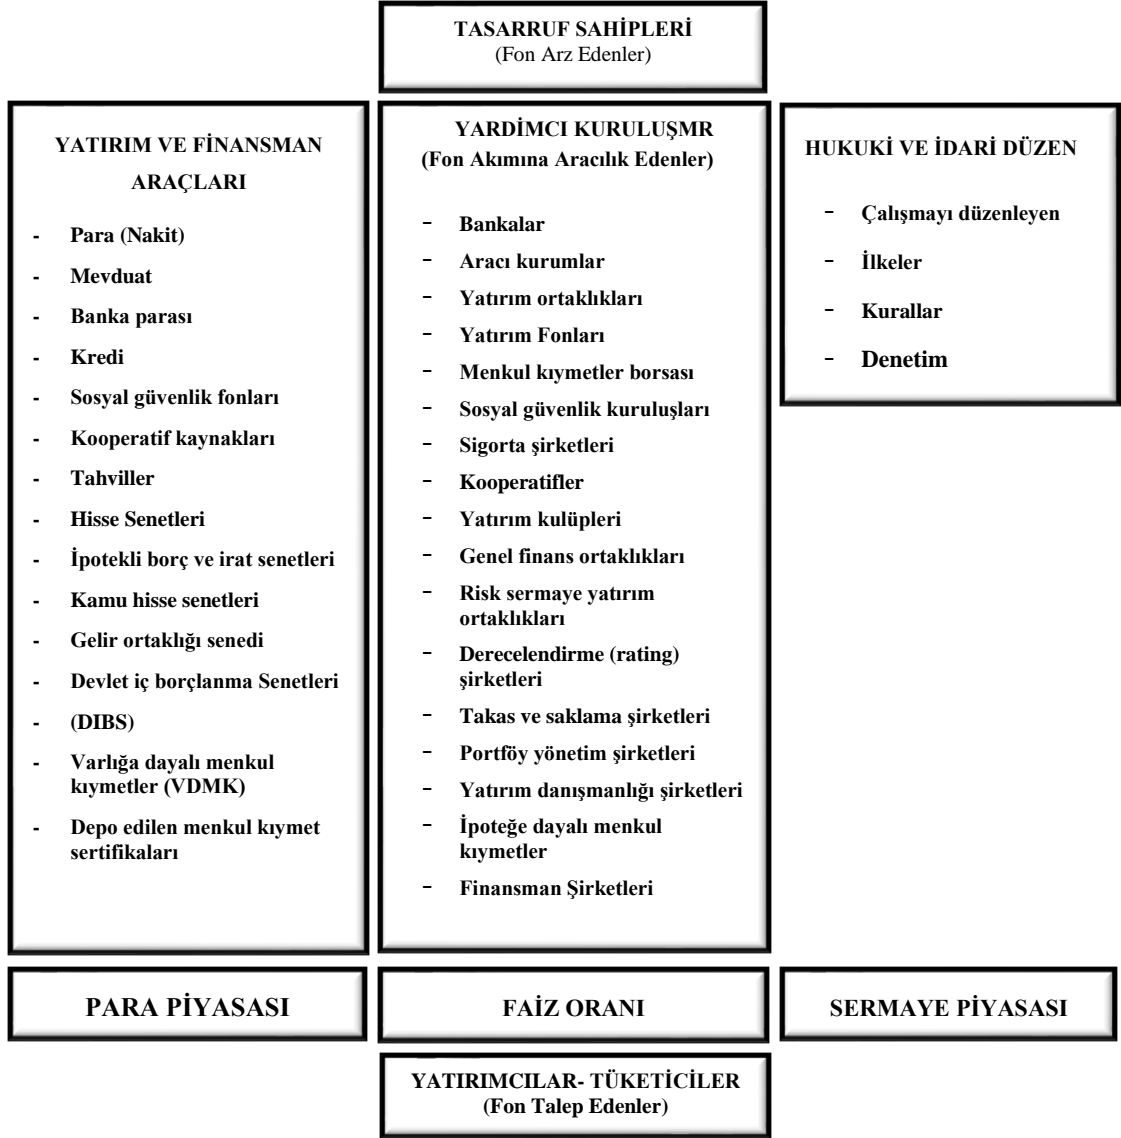 TASARRUF SAHİPLERİ
(Fon Arz Edenler)
YATIRIM VE FİNANSMAN
ARAÇLARI
- Para (Nakit)
- Mevduat
- Banka parası
- Kredi
- Sosyal güvenlik fonları
- Kooperatif kaynakları
- Tahviller
- Hisse Senetleri
- İpotekli borç ve irat senetleri
- Kamu hisse senetleri
- Gelir ortaklığı senedi
- Devlet iç borçlanma Senetleri
- (DIBS)
- Varlığa dayalı menkul
kıymetler (VDMK)
- Depo edilen menkul kıymet
sertifikaları
YARDİMCI KURULUŞMR
(Fon Akımına Aracılık Edenler)
- Bankalar
- Aracı kurumlar
- Yatırım ortaklıkları
- Yatırım Fonları
- Menkul kıymetler borsası
- Sosyal güvenlik kuruluşları
- Sigorta şirketleri
- Kooperatifler
- Yatırım kulüpleri
- Genel finans ortaklıkları
- Risk sermaye yatırım
ortaklıkları
- Derecelendirme (rating)
şirketleri
- Takas ve saklama şirketleri
- Portföy yönetim şirketleri
- Yatırım danışmanlığı şirketleri
- İpoteğe dayalı menkul
kıymetler
- Finansman Şirketleri
HUKUKİ VE İDARİ DÜZEN
- Çalışmayı düzenleyen
- İlkeler
- Kurallar
- Denetim
PARA PİYASASI
FAİZ ORANI
SERMAYE PİYASASI
YATIRIMCILAR- TÜKETİCİLER
(Fon Talep Edenler)